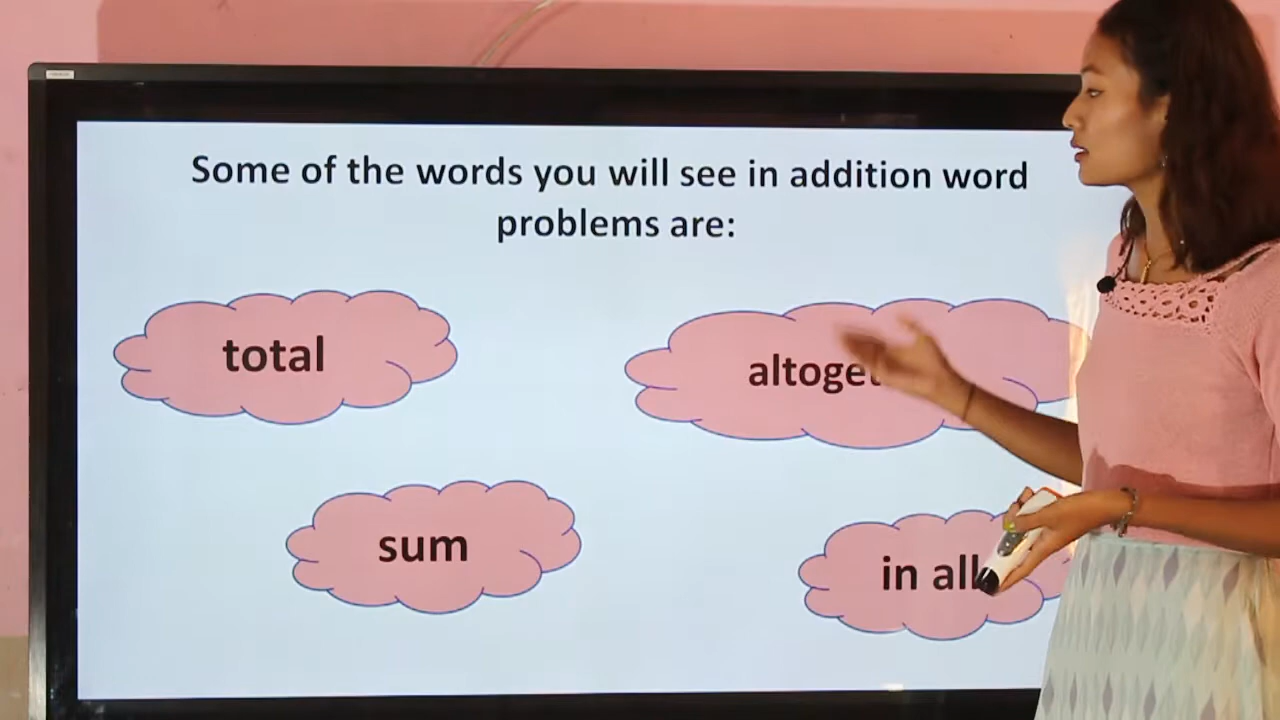 Some of the words you will see in addition word
problems are:
total
sum
in all